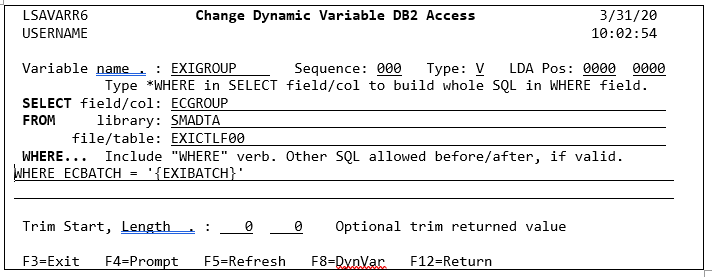 LSAVARR6 Change Dynamic Variable DB2 Access 3/31/20
USERNAME 10:02:54
Variable name . : EXIGROUP Sequence: 000 Type: V LDA Pos: 0000 0000
Type *WHERE in SELECT field/col to build whole SQL in WHERE field.
SELECT field/col: ECGROUP
FROM library: SMADTA
file/table: EXICTLF00
WHERE... Include "WHERE" verb. Other SQL allowed before/after, if valid.
WHERE ECBATCH = '{EXIBATCH}'
Trim Start, Length . : 0 0 Optional trim returned value
F3=Exit F4=Prompt F5=Refresh F8=DynVar F12=Return